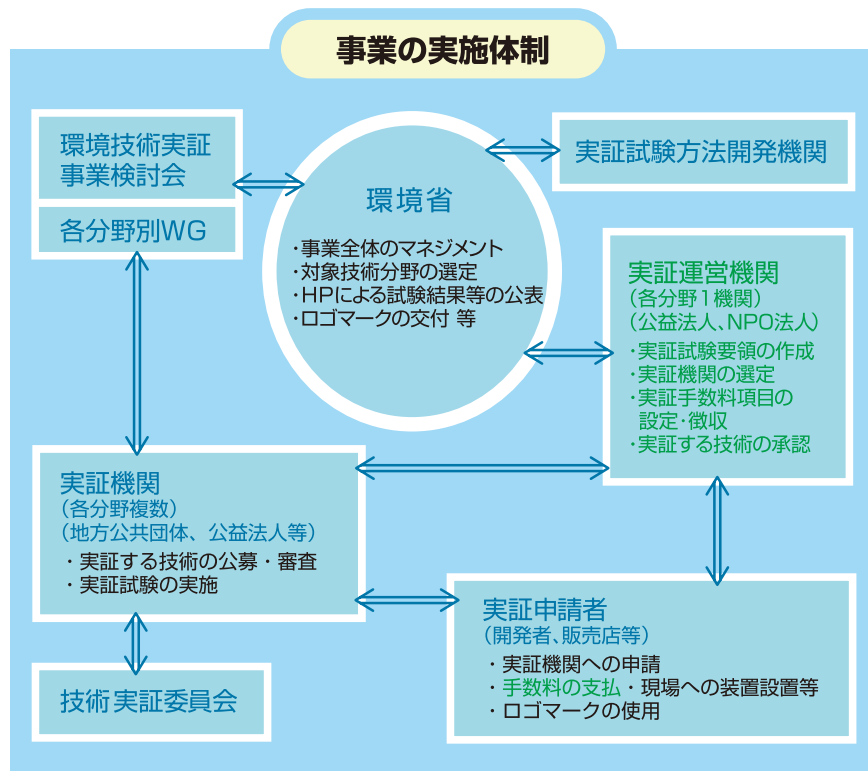 事業の実施体制
環境技術実証
事業検討会
各分野別WG
環境省
・事業全体のマネジメント
・対象技術分野の選定
・HPによる試験結果等の公表
・ロゴマークの交付 等
実証試験方法開発機関
実証運営機関
(各分野1機関)
(公益法人、NPO法人)
・実証試験要領の作成
・実証機関の選定
・実証手数料項目の
設定・徴収
・実証する技術の承認
実証機関
(各分野複数)
(地方公共団体、公益法人等)
・実証する技術の公募・審査
・実証試験の実施
技術実証委員会
実証申請者
(開発者、販売店等)
・実証機関への申請
・手数料の支払・現場への装置設置等
・ロゴマークの使用